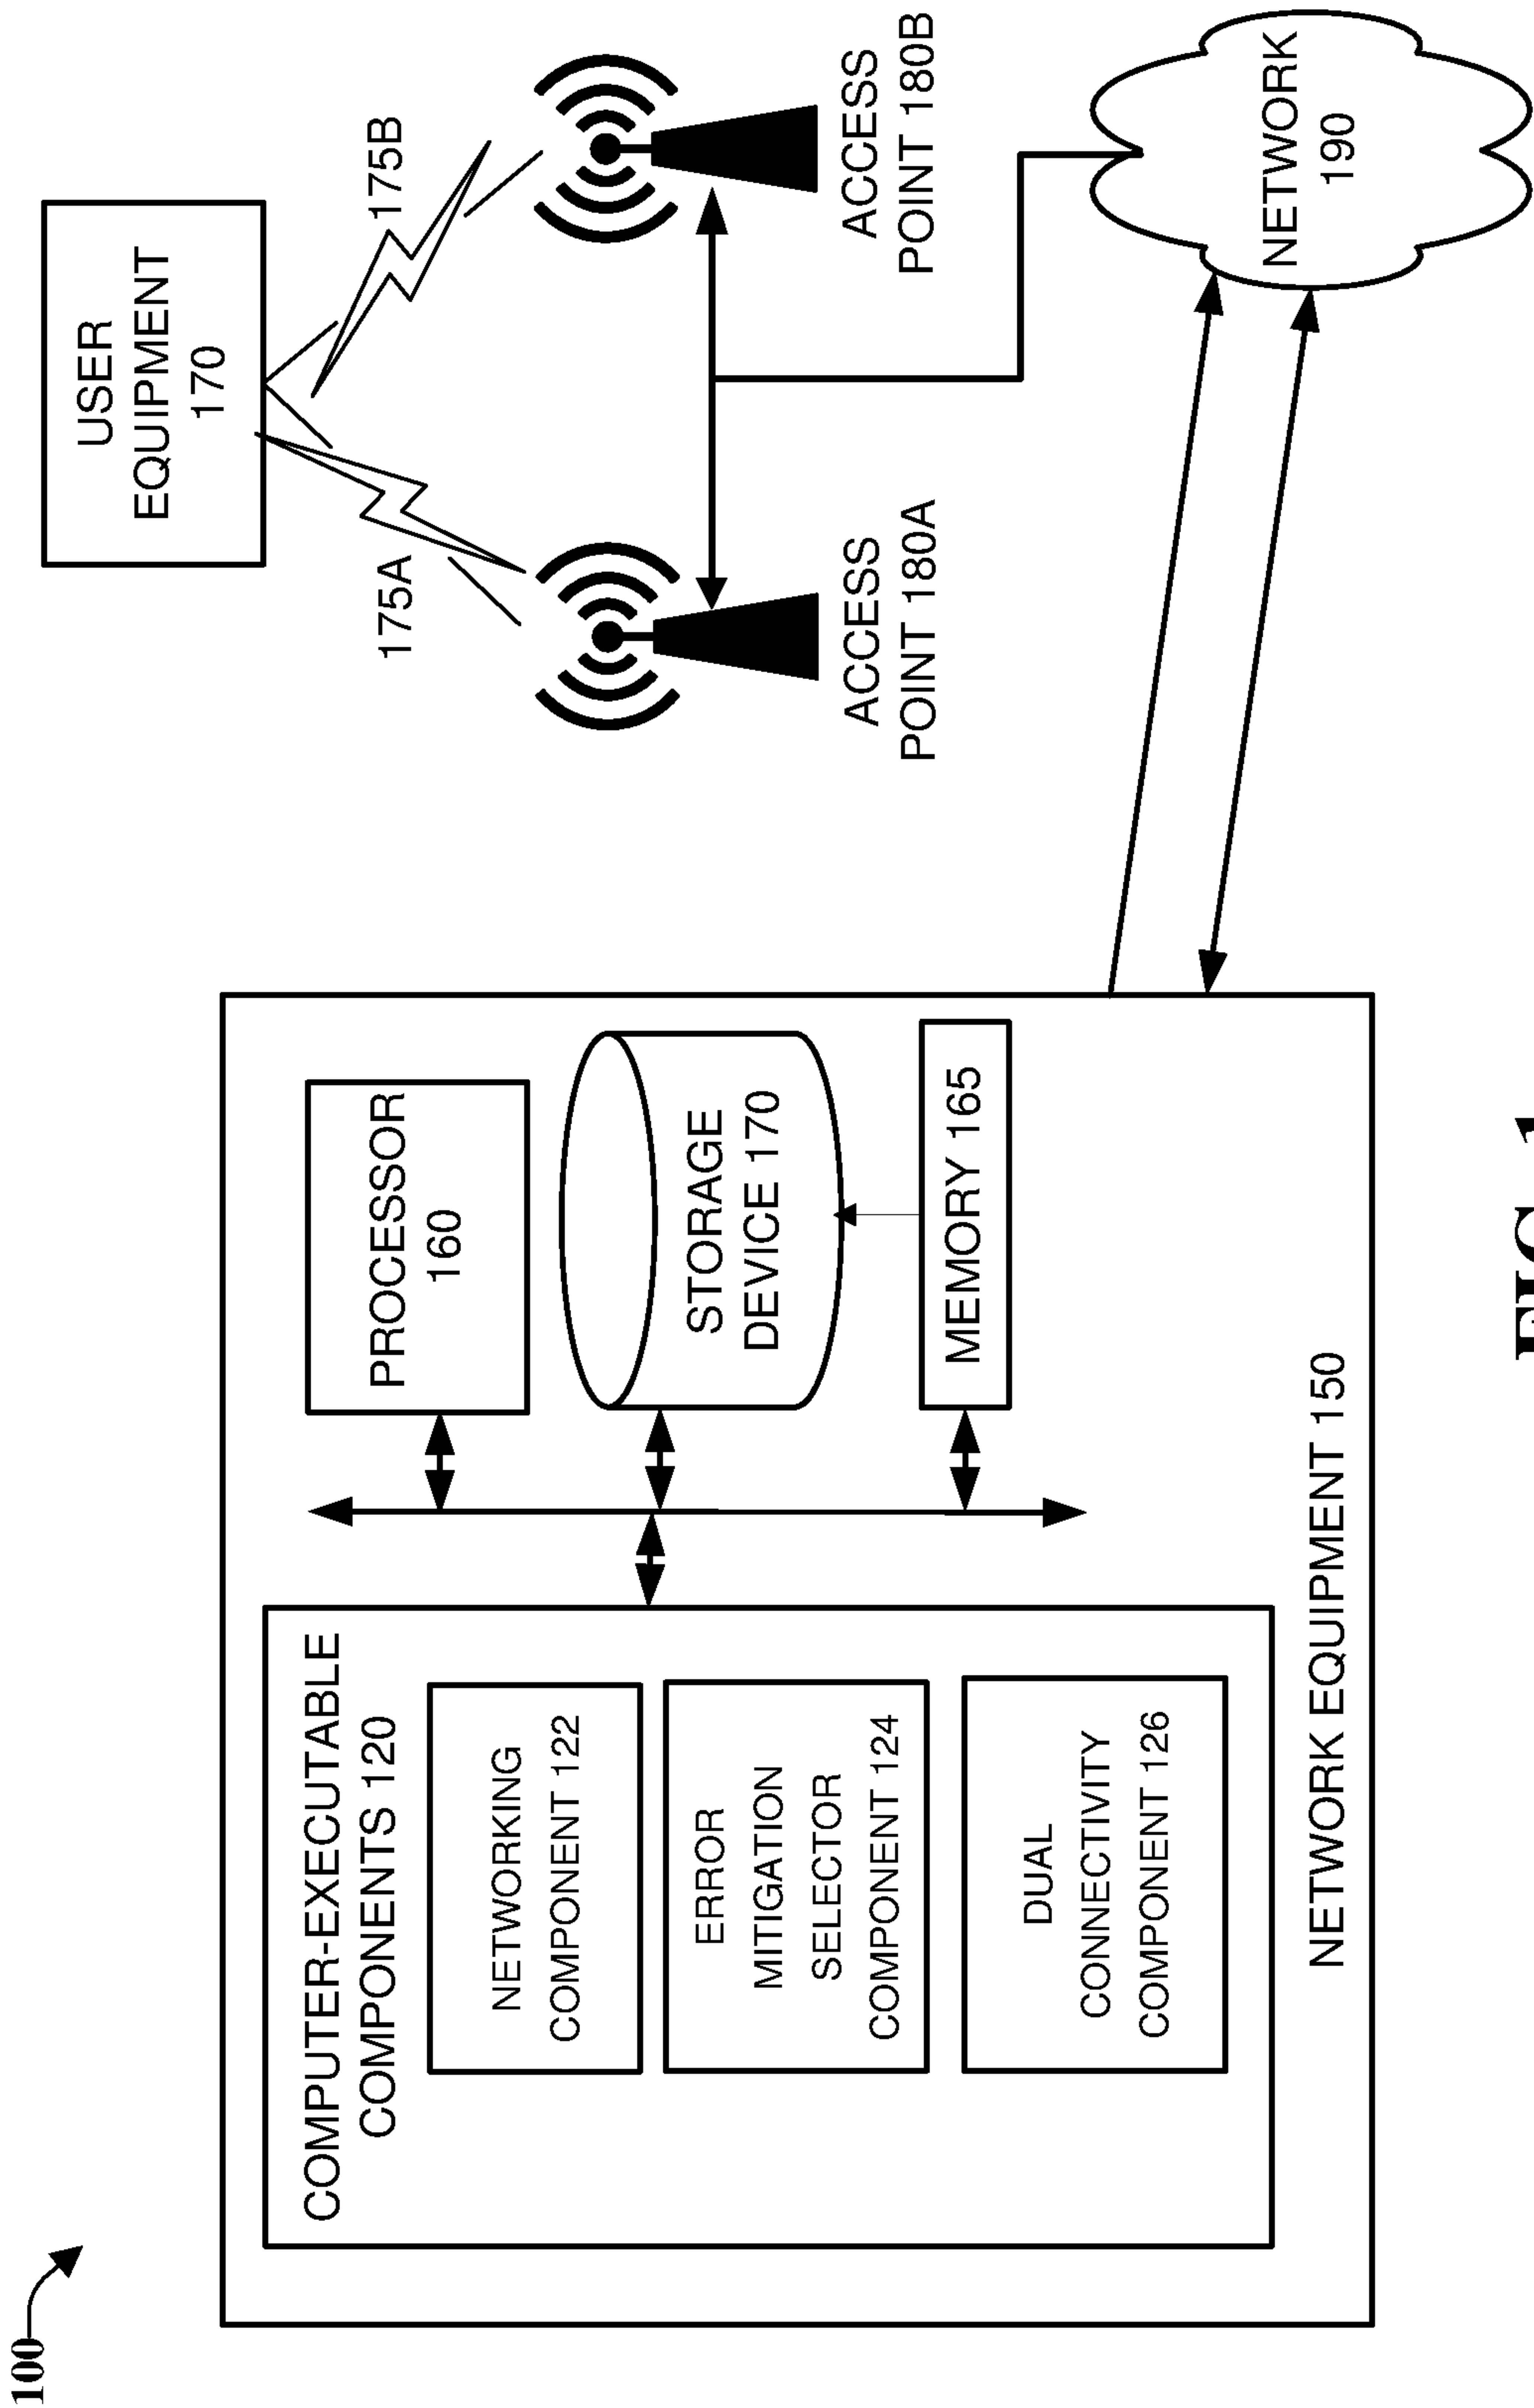 100
COMPUTER-EXECUTABLE
COMPONENTS 120
NETWORKING
COMPONENT 122
ERROR
MITIGATION
SELECTOR
COMPONENT 124
DUAL
CONNECTIVITY
COMPONENT 126
PROCESSOR
160
STORAGE
DEVICE 170
MEMORY 165
NETWORK EQUIPMENT 150
USER
EQUIPMENT
170
175A
175B
ACCESS
POINT 180A
ACCESS
POINT 180B
NETWORK
190